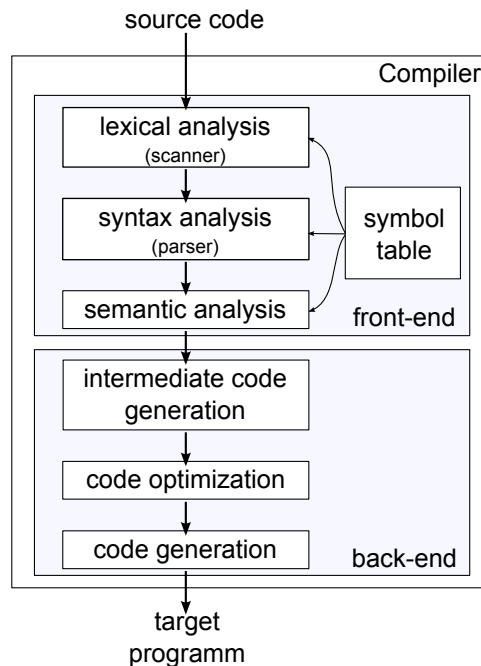 source code
Compiler
lexical analysis
(scanner)
syntax analysis
(parser)
symbol
table
semantic analysis
front-end
intermediate code
generation
code optimization
code generation
back-end
target
programm